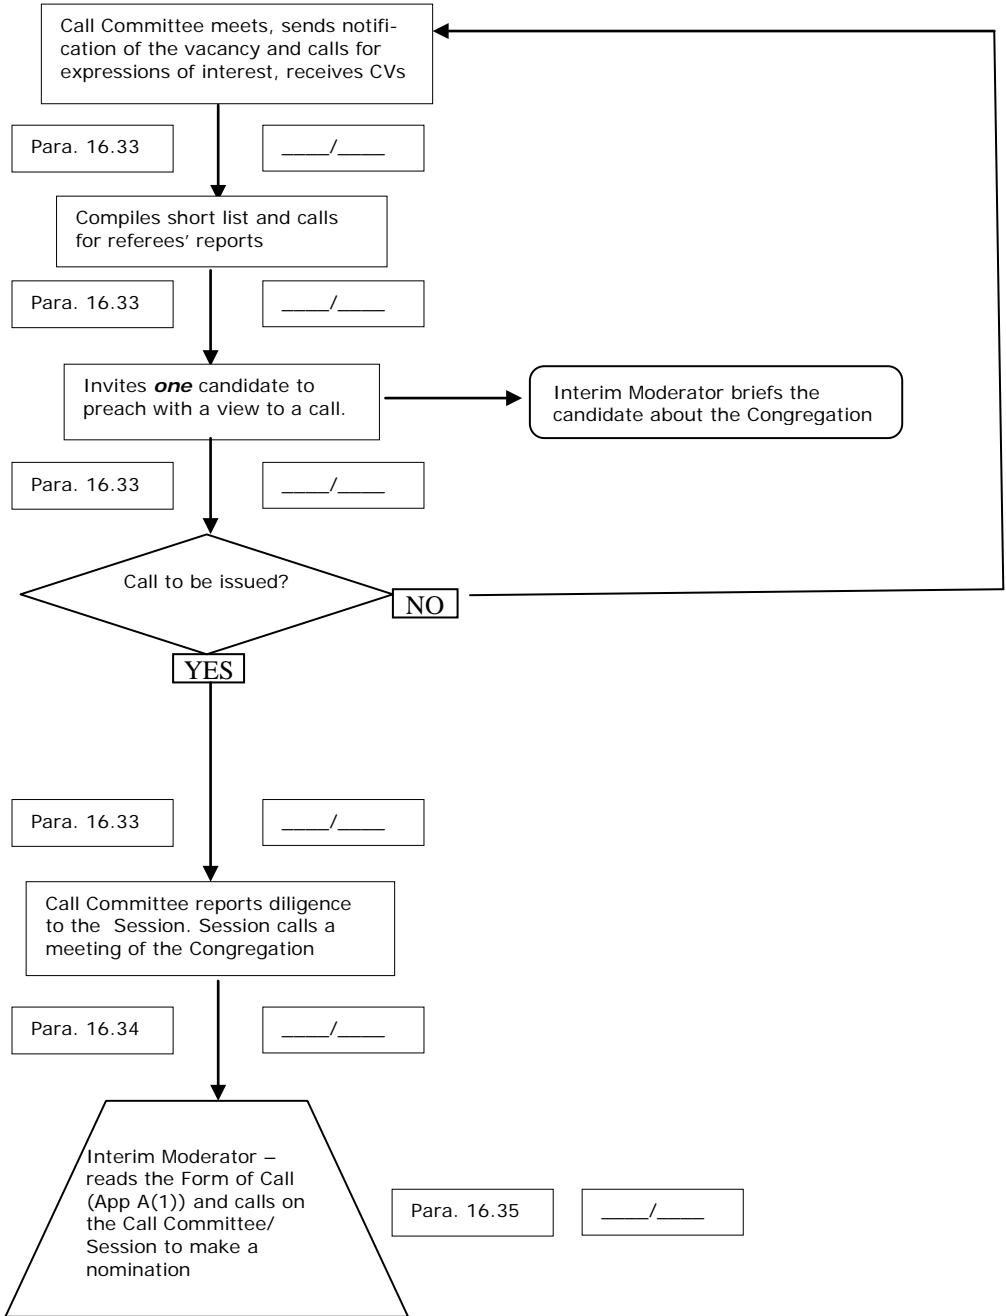 Call Committee meets, sends notifi-
cation of the vacancy and calls for
expressions of interest, receives CVs
Para. 16.33
____/____
Compiles short list and calls
for referees’ reports
Para. 16.33
____/____
Invites one candidate to
preach with a view to a call.
Interim Moderator briefs the
candidate about the Congregation
Para. 16.33
____/____
Call to be issued?
NO
YES
Para. 16.33
____/____
Call Committee reports diligence
to the Session. Session calls a
meeting of the Congregation
Para. 16.34
____/____
Interim Moderator –
reads the Form of Call
(App A(1)) and calls on
the Call Committee/
Session to make a
nomination
Para. 16.35
____/____